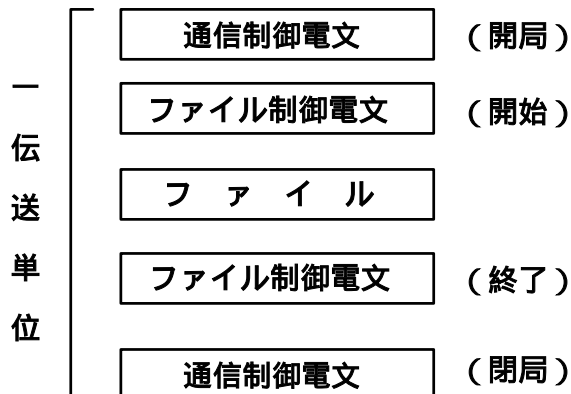 一伝送単位
通信制御電文 （開局）
ファイル制御電文 （開始）
ファイル
ファイル制御電文 （終了）
通信制御電文 （閉局）